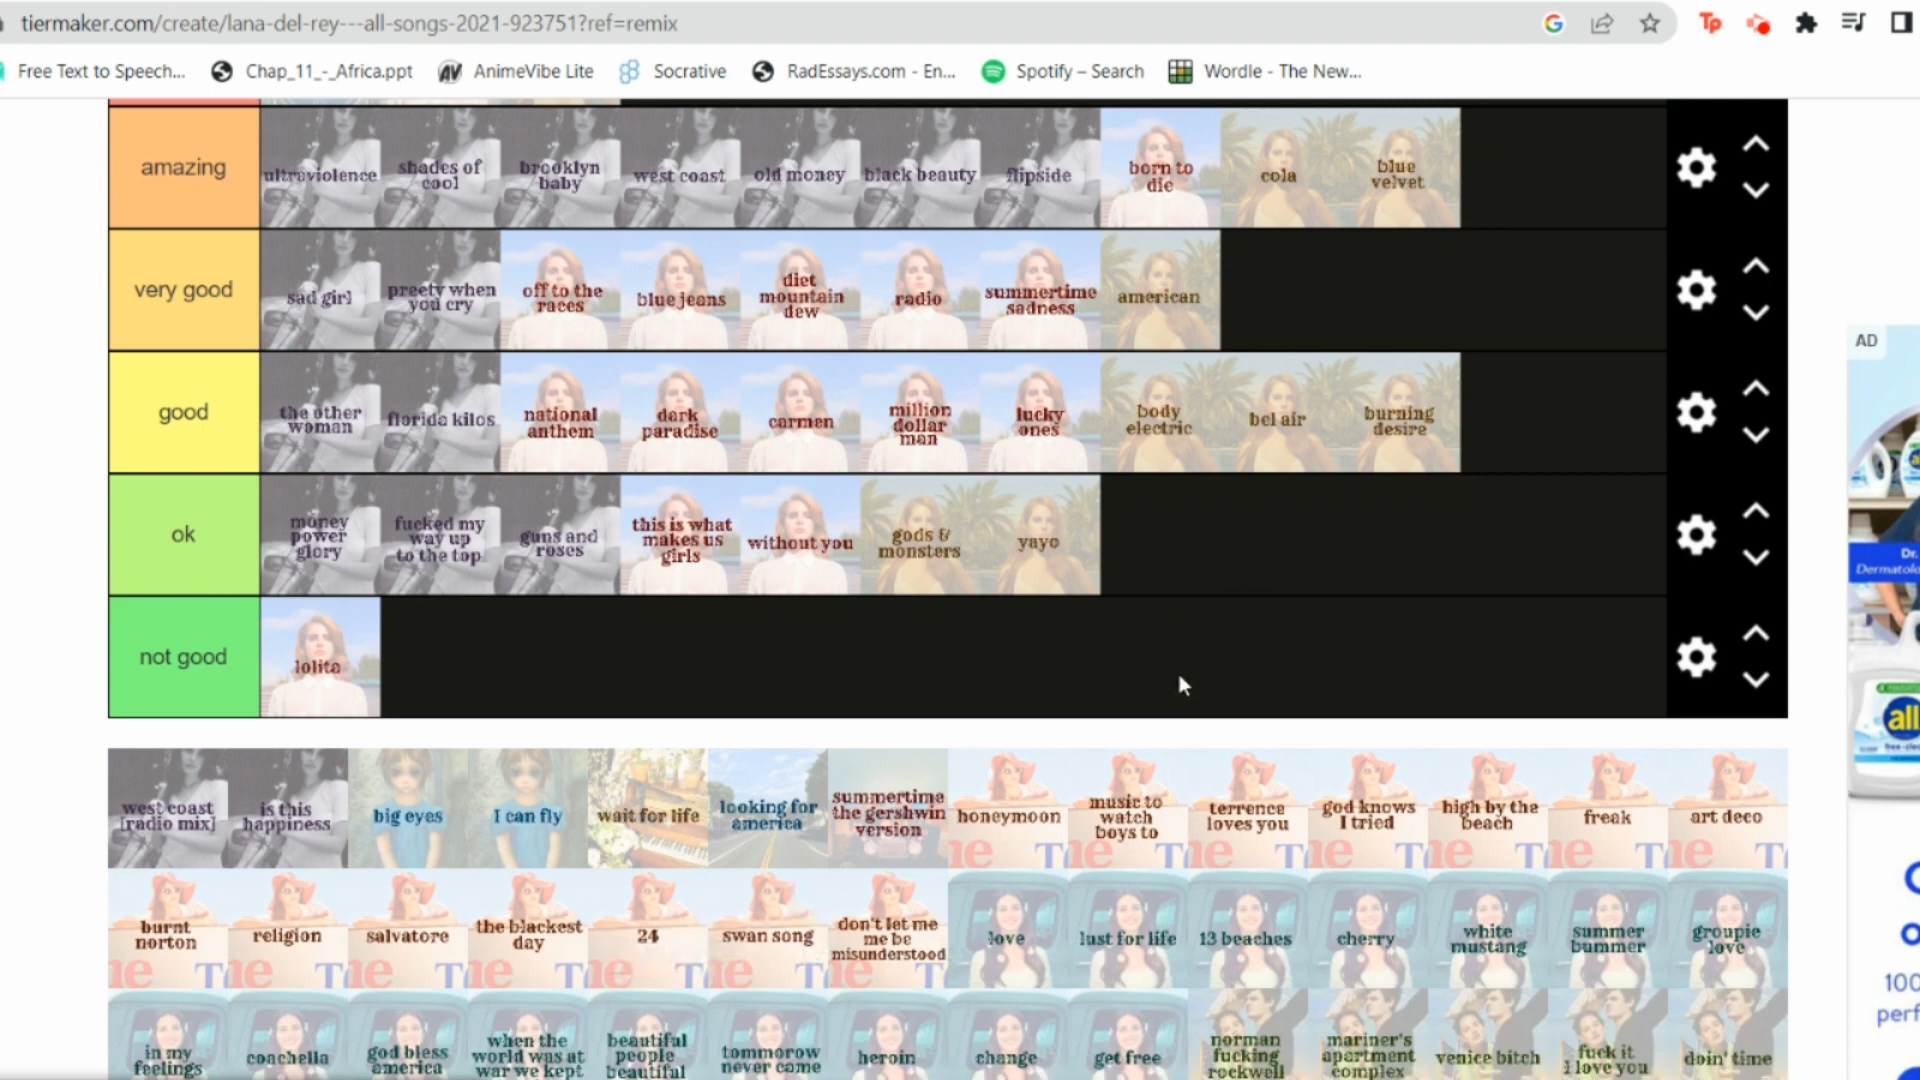 tiermaker.com/create/lana-del-rey---all-songs-2021-923751?ref=remix
Tp
Free Text to Speech... Chap_11_-_Africa.ppt AnimeVibe Lite Socrative RadEssays.com - En... Spotify – Search Wordle - The New...
amazing
ultraviolence
shades of
cool
brooklyn
baby
west coast
old money
black beauty
flipside
born to
die
cola
blue
velvet
very good
sad girl
preety when
you cry
off to the
races
blue jeans
diet
mountain
dew
radio
summertime
sadness
american
good
the other
woman
florida kilos
national
anthem
dark
paradise
carmen
million
dollar
man
lucky
ones
body
electric
bel air
burning
desire
ok
money
power
glory
fucked my
way up
to the top
guns and
roses
this is what
makes us
girls
without you
gods &
monsters
yayo
not good
lolita
west coast
[radio mix]
is this
happiness
big eyes
I can fly
wait for life
looking for
america
summertime
the gershwin
version
honeymoon
music to
watch
boys to
terrence
loves you
god knows
I tried
high by the
beach
freak
art deco
burnt
norton
religion
salvatore
the blackest
day
24
swan song
don't let me
me be
misunderstood
love
lust for life
13 beaches
cherry
white
mustang
summer
bummer
groupie
love
in my
feelings
coachella
god bless
america
when the
world was at
war we kept
beautiful
people
beautiful
tommorow
never came
heroin
change
get free
norman
fucking
rockwell
mariner's
apartment
complex
venice bitch
fuck it
i love you
doin' time
AD
Dr.
all
100
perf